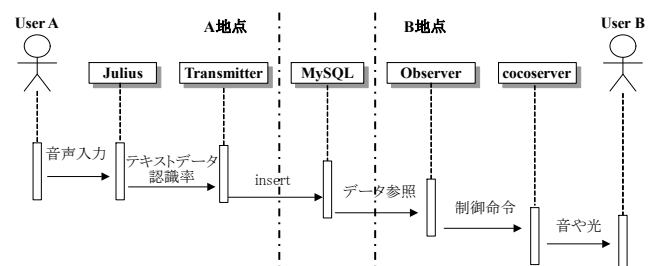 User A
A地点
B地点
User B
Julius
Transmitter
MySQL
Observer
cocoserver
音声入力
テキストデータ
認識率
insert
データ参照
制御命令
音や光